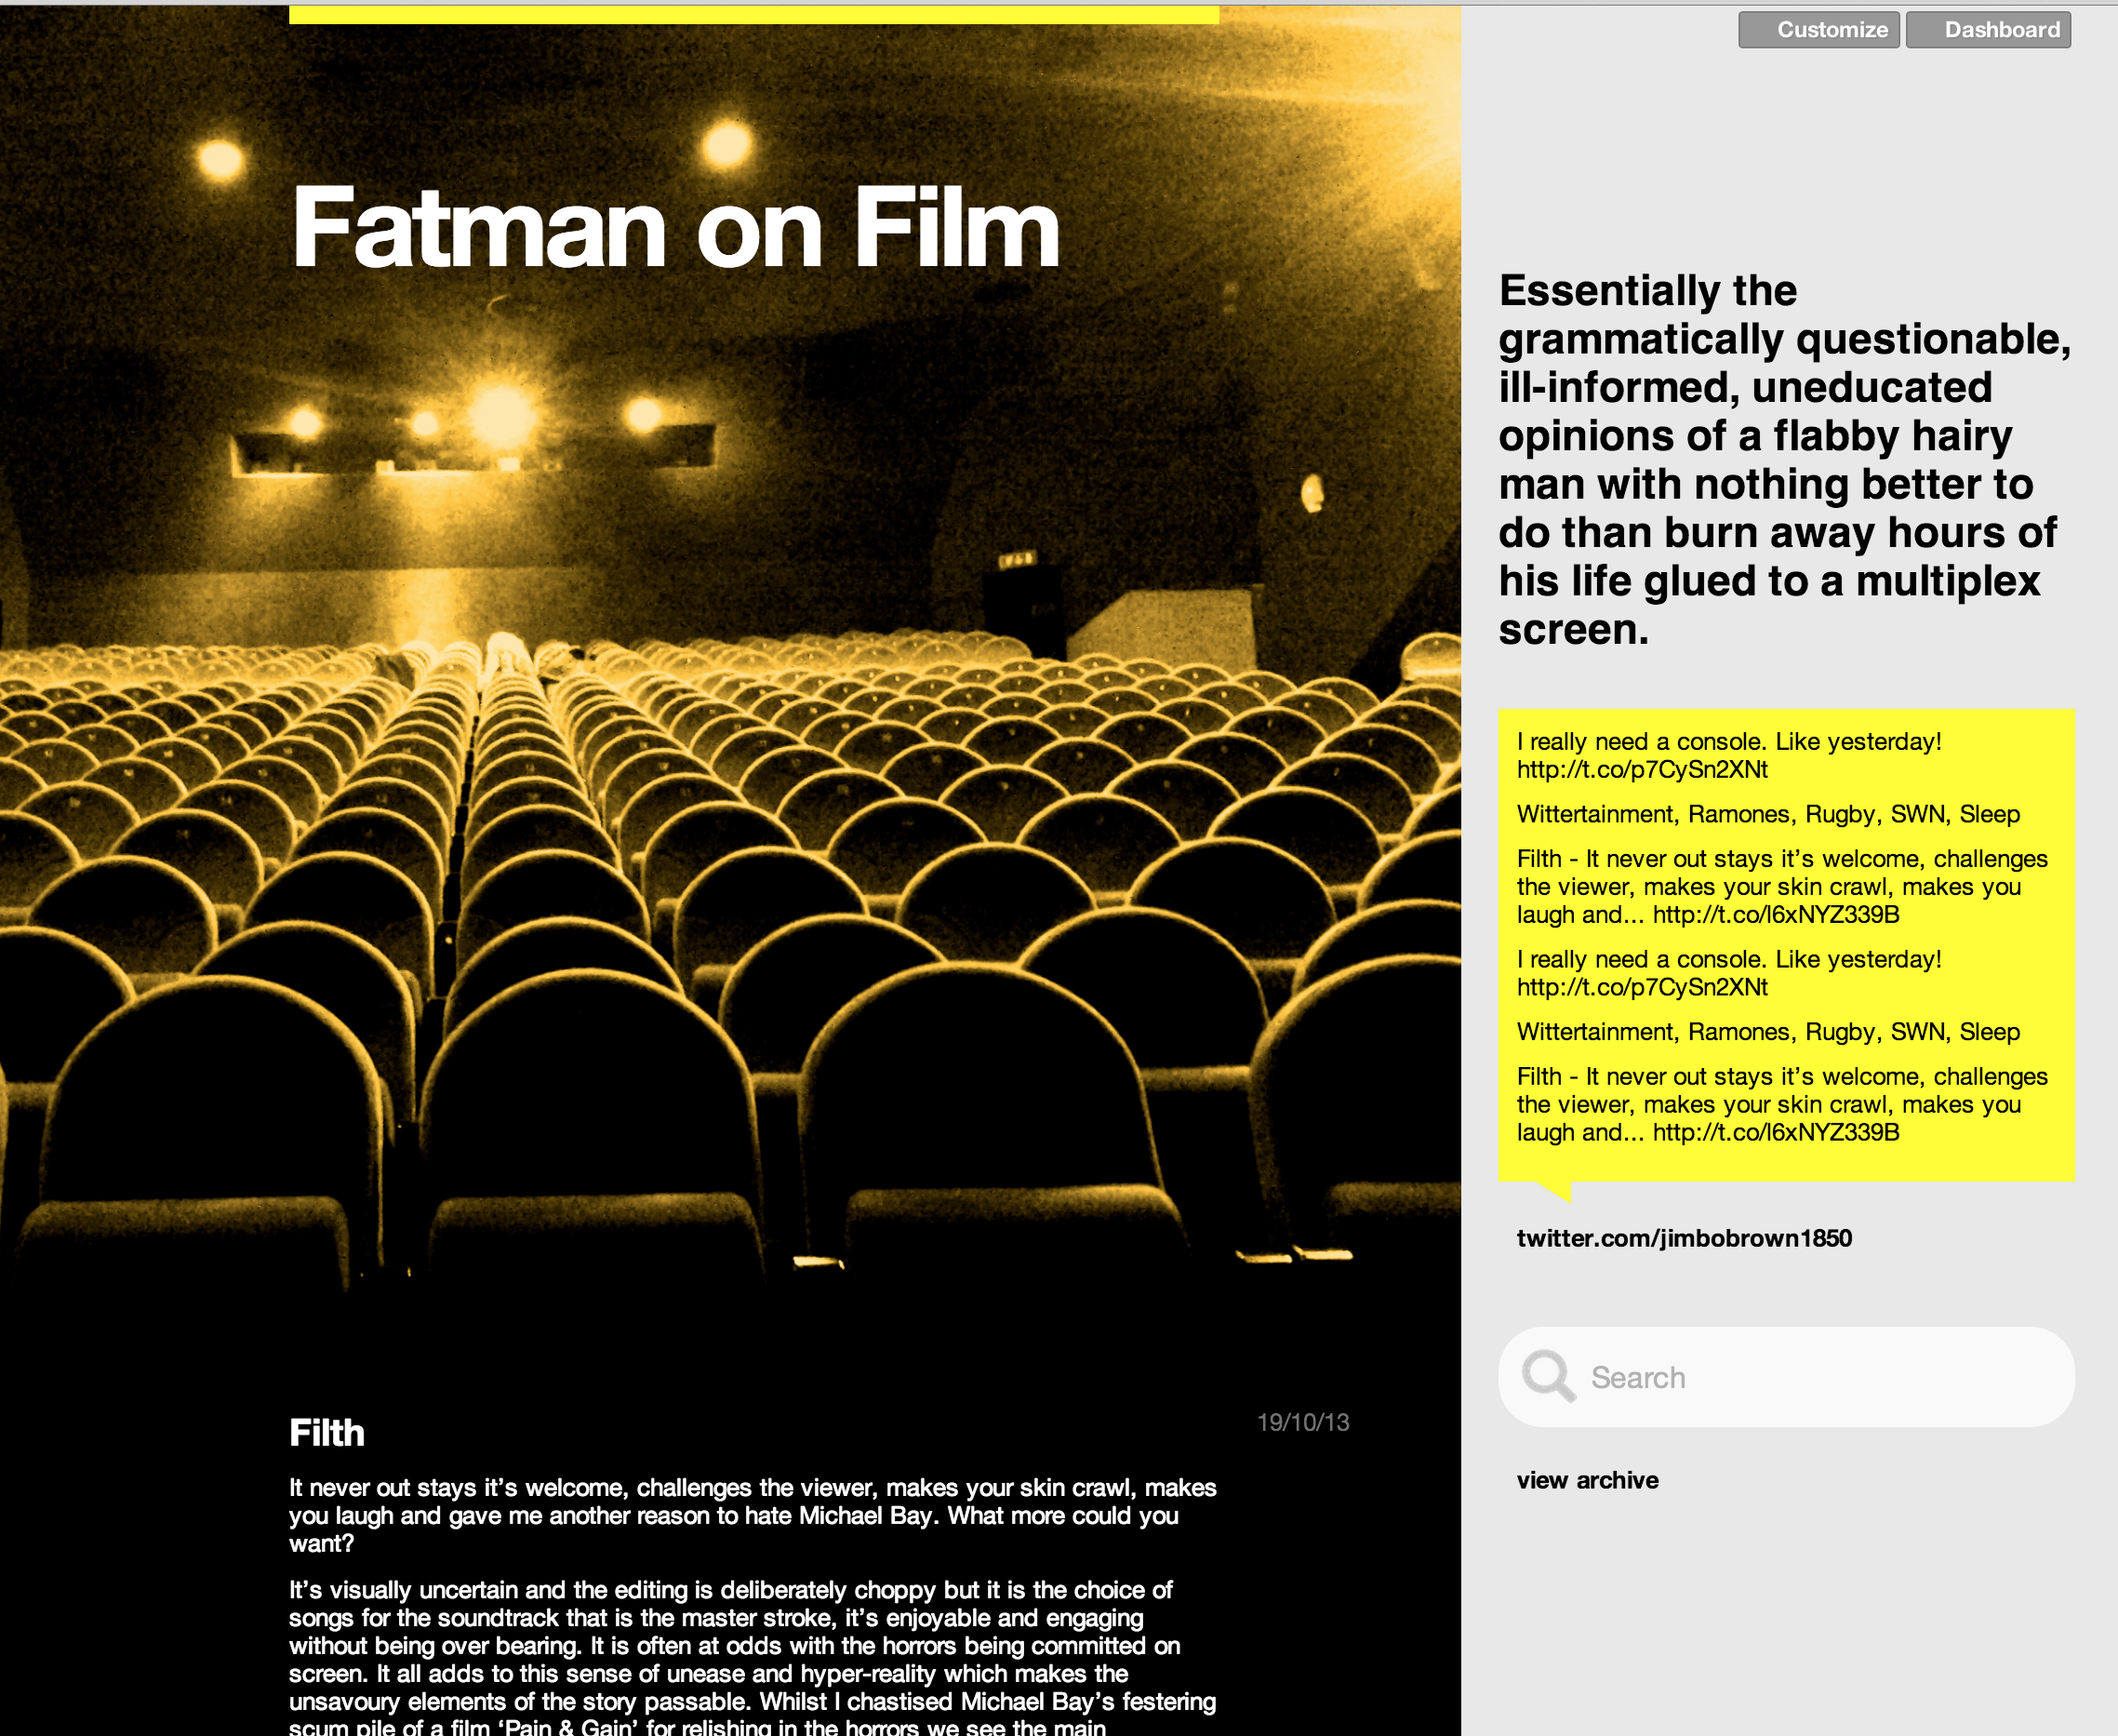 Customize
Dashboard
Fatman on Film
Essentially the
grammatically questionable,
ill-informed, uneducated
opinions of a flabby hairy
man with nothing better to
do than burn away hours of
his life glued to a multiplex
screen.
I really need a console. Like yesterday!
http://t.co/p7CySn2XNt
Wittertainment, Ramones, Rugby, SWN, Sleep
Filth - It never out stays it’s welcome, challenges
the viewer, makes your skin crawl, makes you
laugh and... http://t.co/l6xNYZ339B
I really need a console. Like yesterday!
http://t.co/p7CySn2XNt
Wittertainment, Ramones, Rugby, SWN, Sleep
Filth - It never out stays it’s welcome, challenges
the viewer, makes your skin crawl, makes you
laugh and... http://t.co/l6xNYZ339B
twitter.com/jimbobrown1850
Search
view archive
Filth
19/10/13
It never out stays it’s welcome, challenges the viewer, makes your skin crawl, makes
you laugh and gave me another reason to hate Michael Bay. What more could you
want?
It’s visually uncertain and the editing is deliberately choppy but it is the choice of
songs for the soundtrack that is the master stroke, it’s enjoyable and engaging
without being over bearing. It is often at odds with the horrors being committed on
screen. It all adds to this sense of unease and hyper-reality which makes the
unsavoury elements of the story passable. Whilst I chastised Michael Bay’s festering
scum pile of a film ‘Pain & Gain’ for relishing in the horrors we see the main